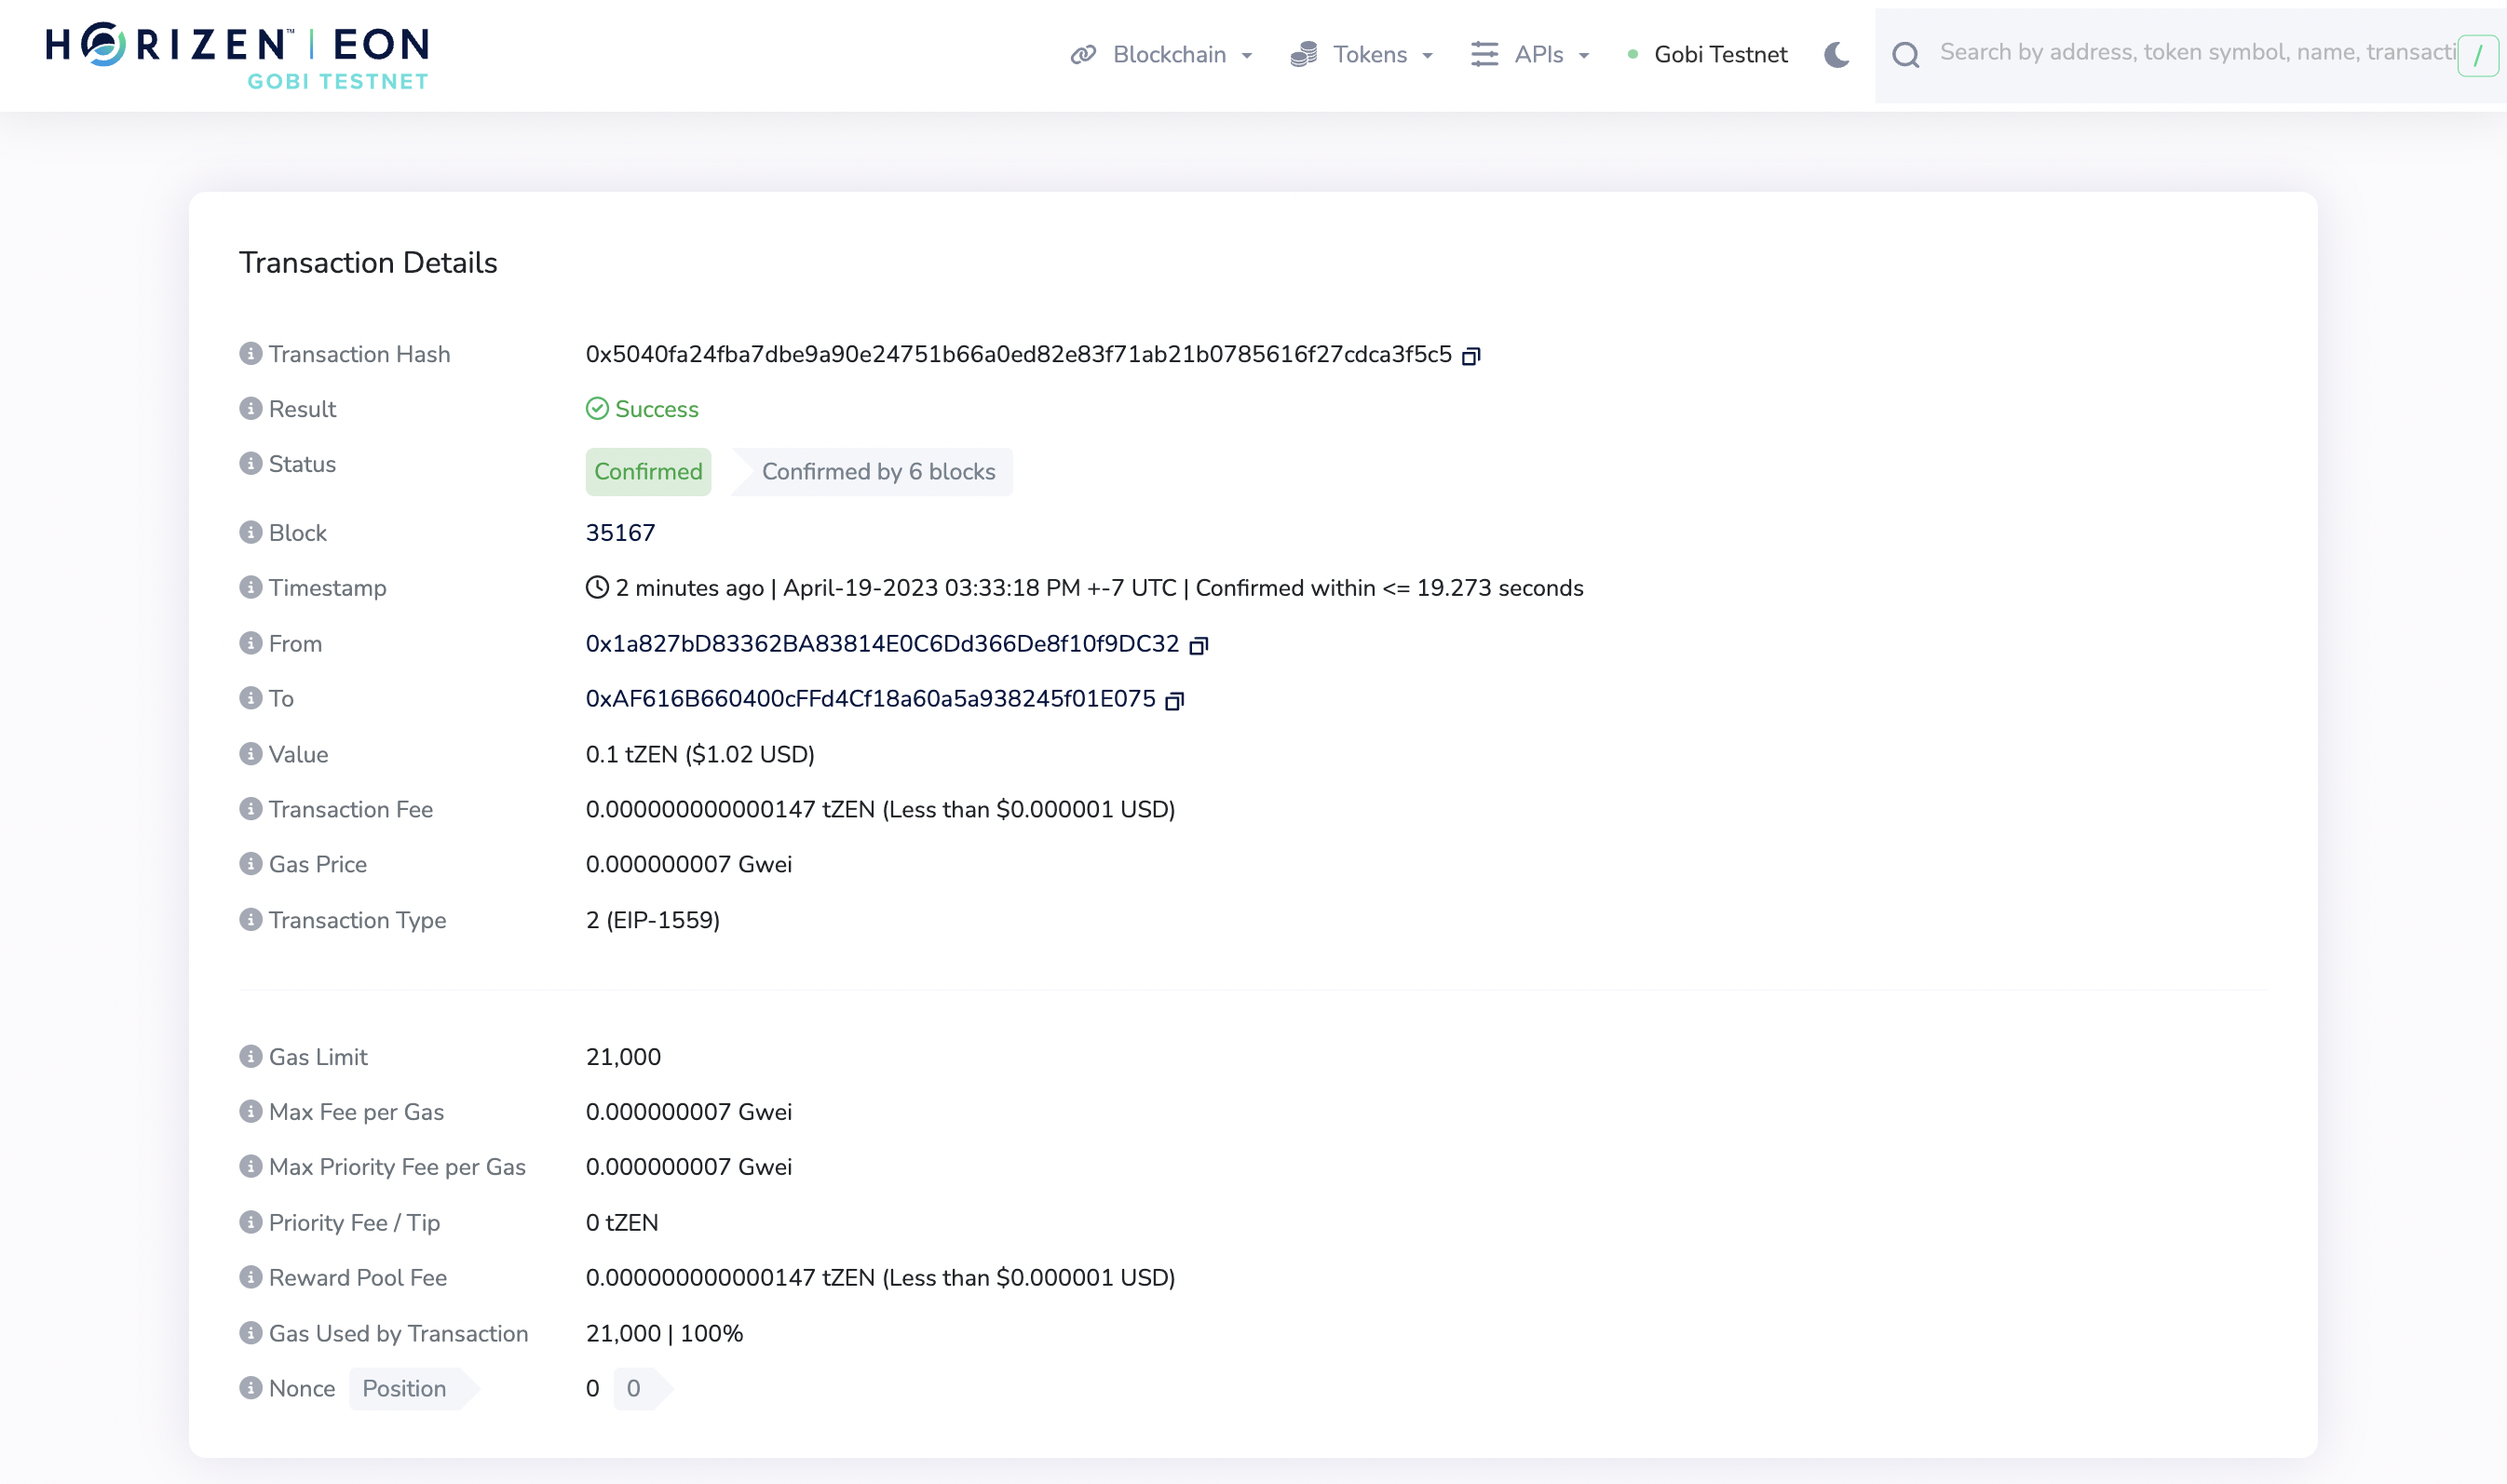 HORIZEN™ | EON
GOBI TESTNET
Blockchain Tokens APIs Gobi Testnet Search by address, token symbol, name, transacti /
Transaction Details
Transaction Hash 0x5040fa24fba7dbe9a90e24751b66a0ed82e83f71ab21b0785616f27cdca3f5c5
Result Success
Status Confirmed Confirmed by 6 blocks
Block 35167
Timestamp 2 minutes ago | April-19-2023 03:33:18 PM +-7 UTC | Confirmed within <= 19.273 seconds
From 0x1a827bD83362BA83814E0C6Dd366De8f10f9DC32
To 0xAF616B660400cFFd4Cf18a60a5a938245f01E075
Value 0.1 tZEN ($1.02 USD)
Transaction Fee 0.000000000000147 tZEN (Less than $0.000001 USD)
Gas Price 0.000000007 Gwei
Transaction Type 2 (EIP-1559)
Gas Limit 21,000
Max Fee per Gas 0.000000007 Gwei
Max Priority Fee per Gas 0.000000007 Gwei
Priority Fee / Tip 0 tZEN
Reward Pool Fee 0.000000000000147 tZEN (Less than $0.000001 USD)
Gas Used by Transaction 21,000 | 100%
Nonce Position 0 0